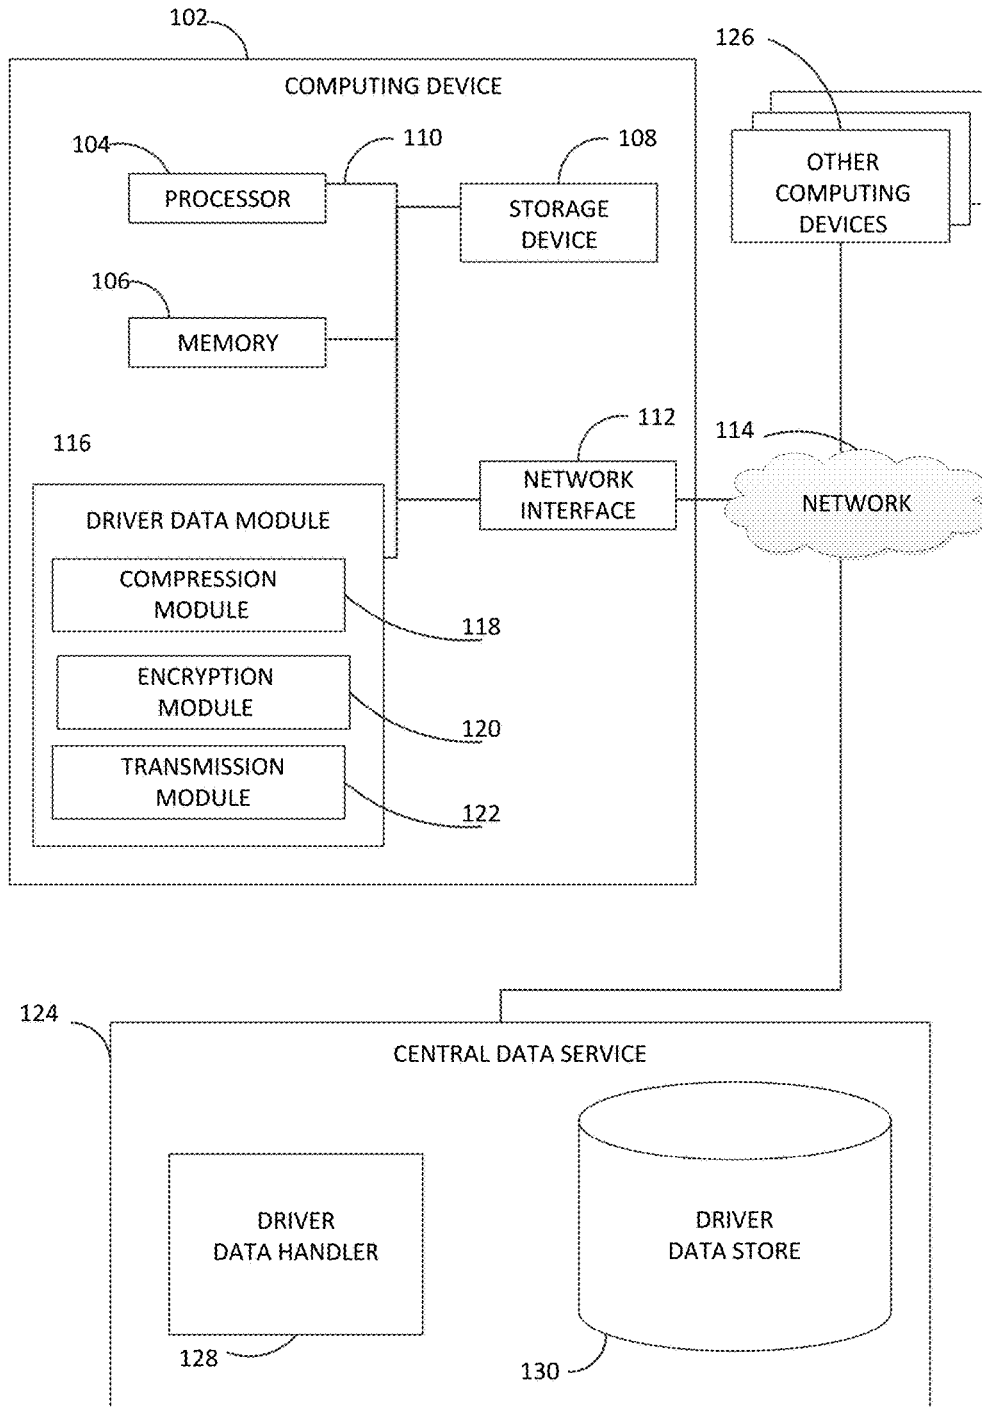 102
126
COMPUTING DEVICE
104
110
108
PROCESSOR
STORAGE
DEVICE
OTHER
COMPUTING
DEVICES
106
MEMORY
112
114
116
NETWORK
INTERFACE
NETWORK
DRIVER DATA MODULE
COMPRESSION
MODULE
118
ENCRYPTION
MODULE
120
TRANSMISSION
MODULE
122
124
CENTRAL DATA SERVICE
DRIVER
DATA HANDLER
DRIVER
DATA STORE
128
130